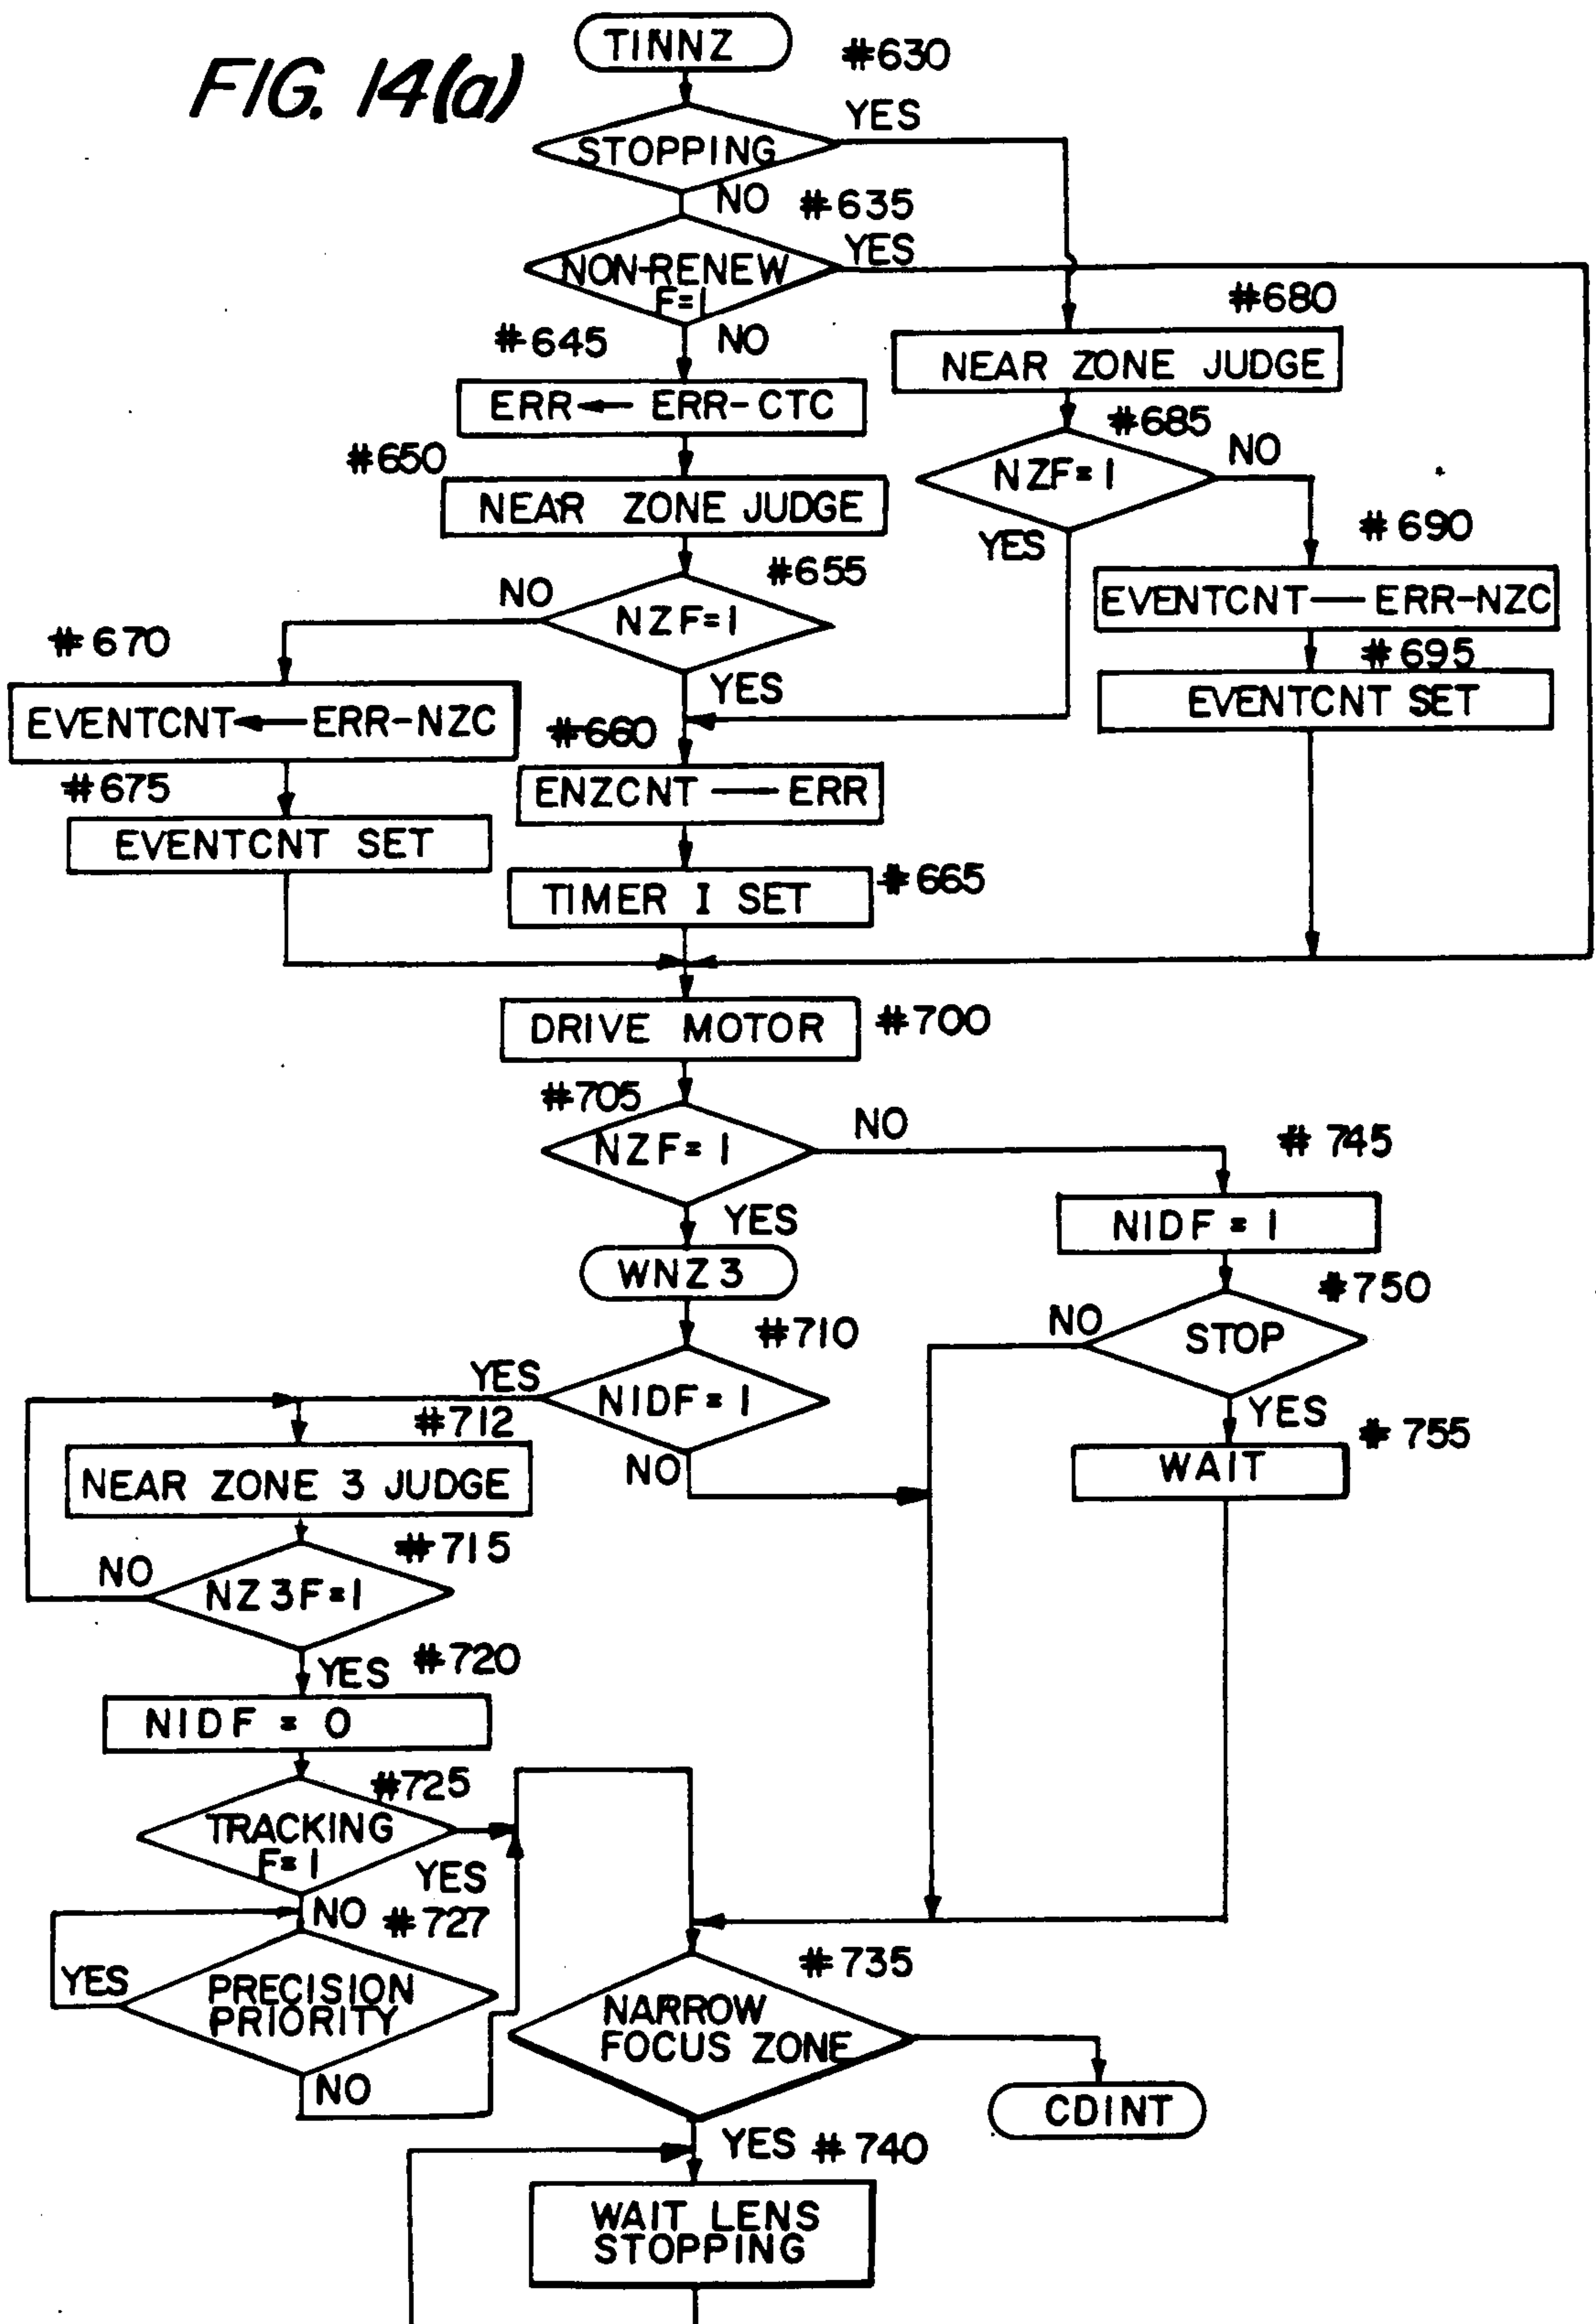 FIG. 14(a)
TINNZ
#630
STOPPING
YES
NO
#635
NON-RENEW
F=1
YES
NO
#645
ERR ← ERR-CTC
#680
NEAR ZONE JUDGE
#650
NEAR ZONE JUDGE
#685
NZF=1
NO
YES
#655
NZF=1
NO
YES
#690
EVENTCNT — ERR-NZC
#695
EVENTCNT SET
#670
EVENTCNT ← ERR-NZC
#675
EVENTCNT SET
#660
ENZCNT — ERR
#665
TIMER I SET
DRIVE MOTOR
#700
#705
NZF=1
NO
YES
#745
NIDF=1
WNZ3
#750
STOP
NO
YES
#710
NIDF=1
YES
NO
#755
WAIT
#712
NEAR ZONE 3 JUDGE
#715
NZ3F=1
NO
YES
#720
NIDF = 0
#725
TRACKING
F=1
YES
NO
#727
PRECISION
PRIORITY
YES
NO
#735
NARROW
FOCUS ZONE
CDINT
YES
#740
WAIT LENS
STOPPING